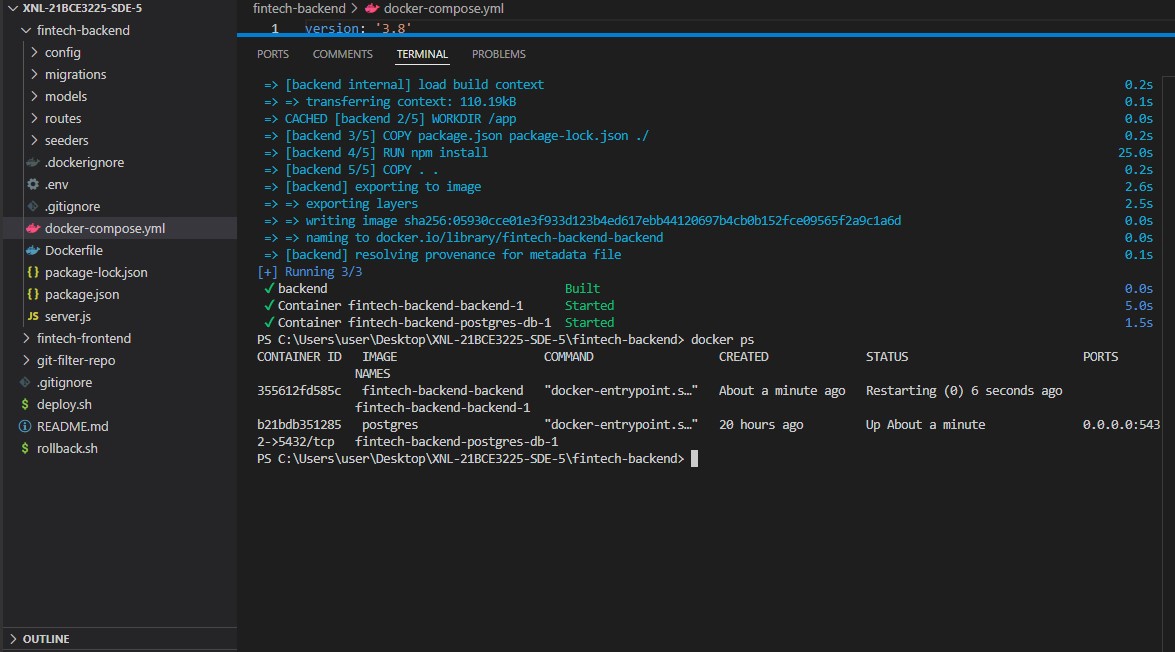 XNL-21BCE3225-SDE-5
fintech-backend
config
migrations
models
routes
seeders
.dockerignore
.env
.gitignore
docker-compose.yml
Dockerfile
package-lock.json
package.json
JS server.js
fintech-frontend
git-filter-repo
.gitignore
$ deploy.sh
README.md
$ rollback.sh
OUTLINE
fintech-backend > docker-compose.yml
1 version: '3.8'
PORTS COMMENTS TERMINAL PROBLEMS
=> [backend internal] load build context 0.2s
=> => transferring context: 110.19kB 0.1s
=> CACHED [backend 2/5] WORKDIR /app 0.0s
=> [backend 3/5] COPY package.json package-lock.json ./ 0.2s
=> [backend 4/5] RUN npm install 25.0s
=> [backend 5/5] COPY . . 0.2s
=> [backend] exporting to image 2.6s
=> => exporting layers 2.5s
=> => writing image sha256:05930cce01e3f933d123b4ed617ebb44120697b4cb0b152fce09565f2a9c1a6d 0.0s
=> => naming to docker.io/library/fintech-backend-backend 0.0s
=> [backend] resolving provenance for metadata file 0.1s
[+] Running 3/3
✓ backend Built 0.0s
✓ Container fintech-backend-backend-1 Started 5.0s
✓ Container fintech-backend-postgres-db-1 Started 1.5s
PS C:\Users\user\Desktop\XNL-21BCE3225-SDE-5\fintech-backend> docker ps
CONTAINER ID IMAGE COMMAND CREATED STATUS PORTS
NAMES
355612fd585c fintech-backend-backend "docker-entrypoint.s…" About a minute ago Restarting (0) 6 seconds ago
fintech-backend-backend-1
b21bdb351285 postgres "docker-entrypoint.s…" 20 hours ago Up About a minute 0.0.0.0:543
2->5432/tcp fintech-backend-postgres-db-1
PS C:\Users\user\Desktop\XNL-21BCE3225-SDE-5\fintech-backend>